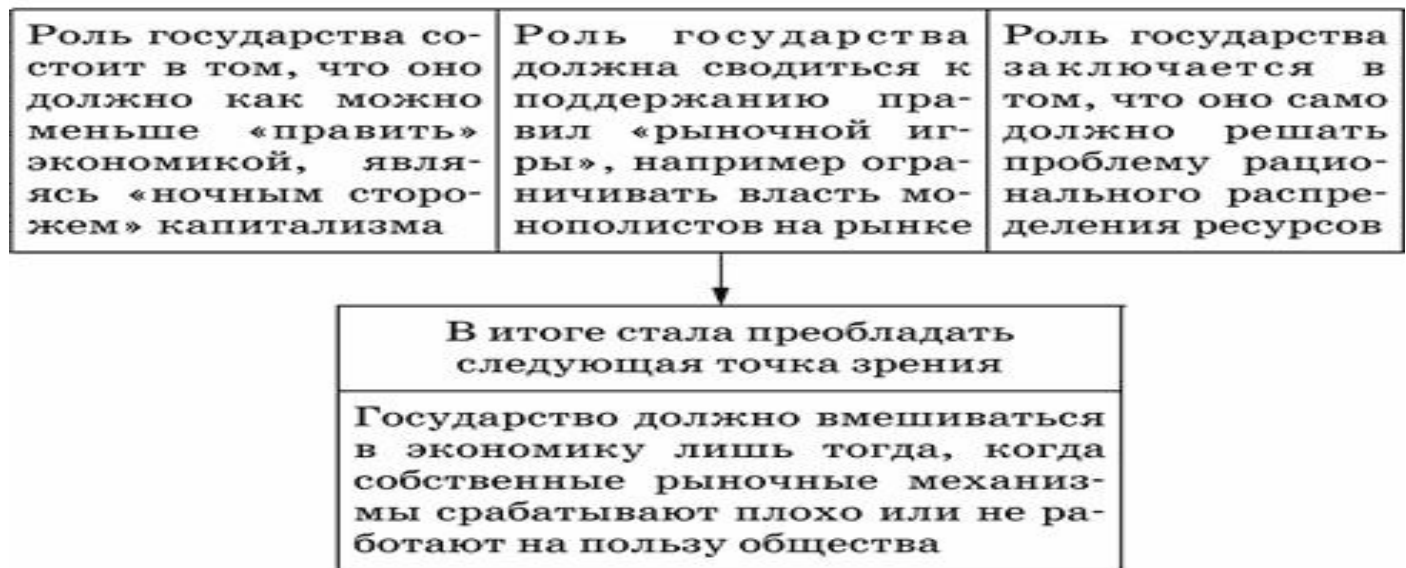 Роль государства со-
стоит в том, что оно
должно как можно
меньше «править»
экономикой, явля-
ясь «ночным сторо-
жем» капитализма
Роль государства
должна сводиться к
поддержанию пра-
вил «рыночной иг-
ры», например огра-
ничивать власть мо-
нополистов на рынке
Роль государства
заключается в
том, что оно само
должно решать
проблему рацио-
нального распре-
деления ресурсов
В итоге стала преобладать
следующая точка зрения
Государство должно вмешиваться
в экономику лишь тогда, когда
собственные рыночные механиз-
мы срабатывают плохо или не ра-
ботают на пользу общества